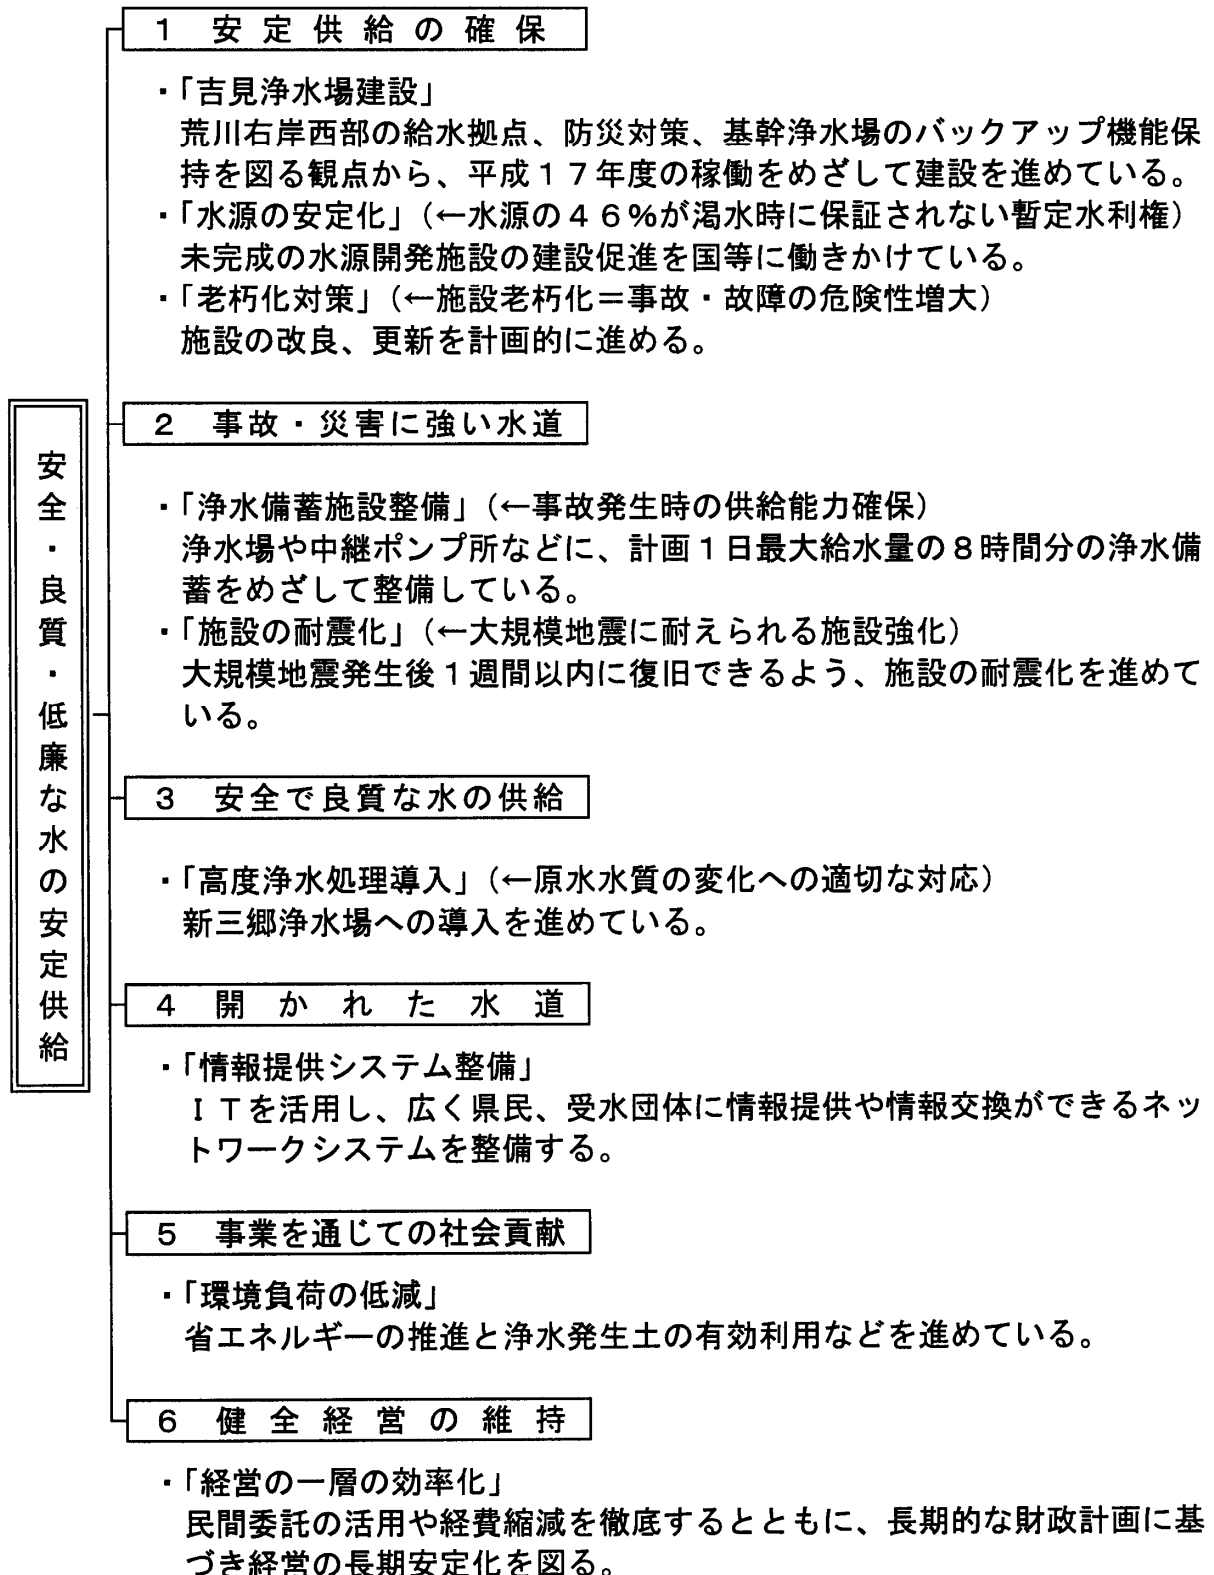 安全・良質・低廉な水の安定供給
1 安定供給の確保
・「吉見浄水場建設」
荒川右岸西部の給水拠点、防災対策、基幹浄水場のバックアップ機能保
持を図る観点から、平成17年度の稼働をめざして建設を進めている。
・「水源の安定化」(←水源の46%が渇水時に保証されない暫定水利権)
未完成の水源開発施設の建設促進を国等に働きかけている。
・「老朽化対策」(←施設老朽化=事故・故障の危険性増大)
施設の改良、更新を計画的に進める。
2 事故・災害に強い水道
・「浄水備蓄施設整備」(←事故発生時の供給能力確保)
浄水場や中継ポンプ所などに、計画1日最大給水量の8時間分の浄水備
蓄をめざして整備している。
・「施設の耐震化」(←大規模地震に耐えられる施設強化)
大規模地震発生後1週間以内に復旧できるよう、施設の耐震化を進めて
いる。
3 安全で良質な水の供給
・「高度浄水処理導入」(←原水水質の変化への適切な対応)
新三郷浄水場への導入を進めている。
4 開かれた水道
・「情報提供システム整備」
ITを活用し、広く県民、受水団体に情報提供や情報交換ができるネッ
トワークシステムを整備する。
5 事業を通じての社会貢献
・「環境負荷の低減」
省エネルギーの推進と浄水発生土の有効利用などを進めている。
6 健全経営の維持
・「経営の一層の効率化」
民間委託の活用や経費縮減を徹底するとともに、長期的な財政計画に基
づき経営の長期安定化を図る。